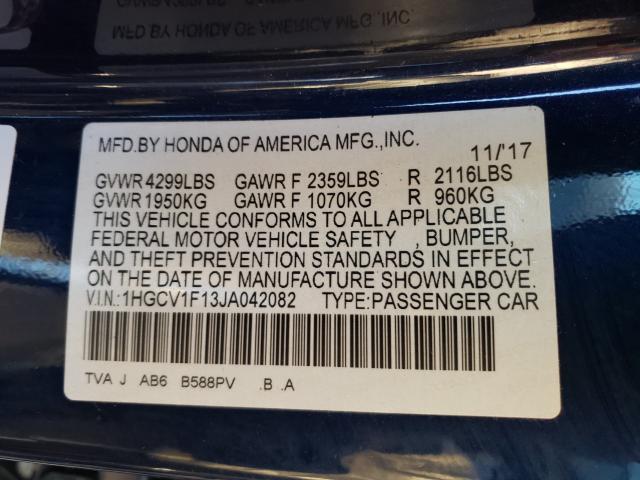 MFD.BY HONDA OF AMERICA MFG.,INC.
11/'17
GVWR 4299LBS GAWR F 2359LBS R 2116LBS
GVWR 1950KG GAWR F 1070KG R 960KG
THIS VEHICLE CONFORMS TO ALL APPLICABLE
FEDERAL MOTOR VEHICLE SAFETY , BUMPER,
AND THEFT PREVENTION STANDARDS IN EFFECT
ON THE DATE OF MANUFACTURE SHOWN ABOVE.
V.I.N.: 1HGCV1F13JA042082 TYPE:PASSENGER CAR
TVA J AB6 B588PV .B .A